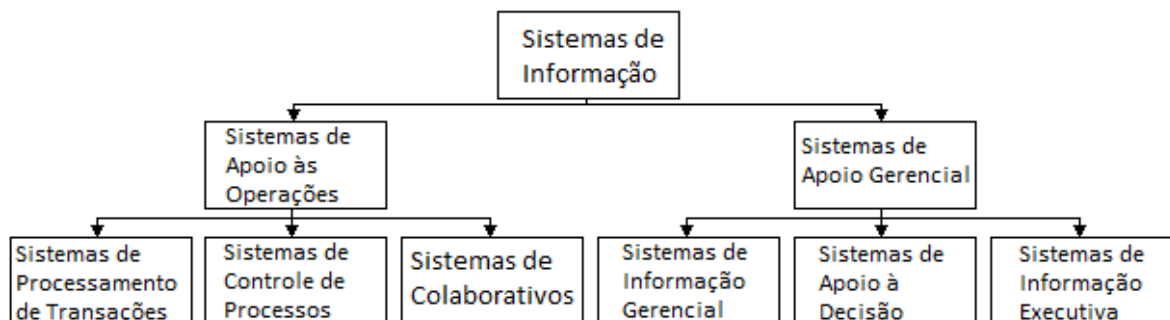 Sistemas de
Informação
Sistemas de
Apoio às
Operações
Sistemas de
Apoio Gerencial
Sistemas de
Processamento
de Transações
Sistemas de
Controle de
Processos
Sistemas de
Colaborativos
Sistemas de
Informação
Gerencial
Sistemas de
Apoio à
Decisão
Sistemas de
Informação
Executiva